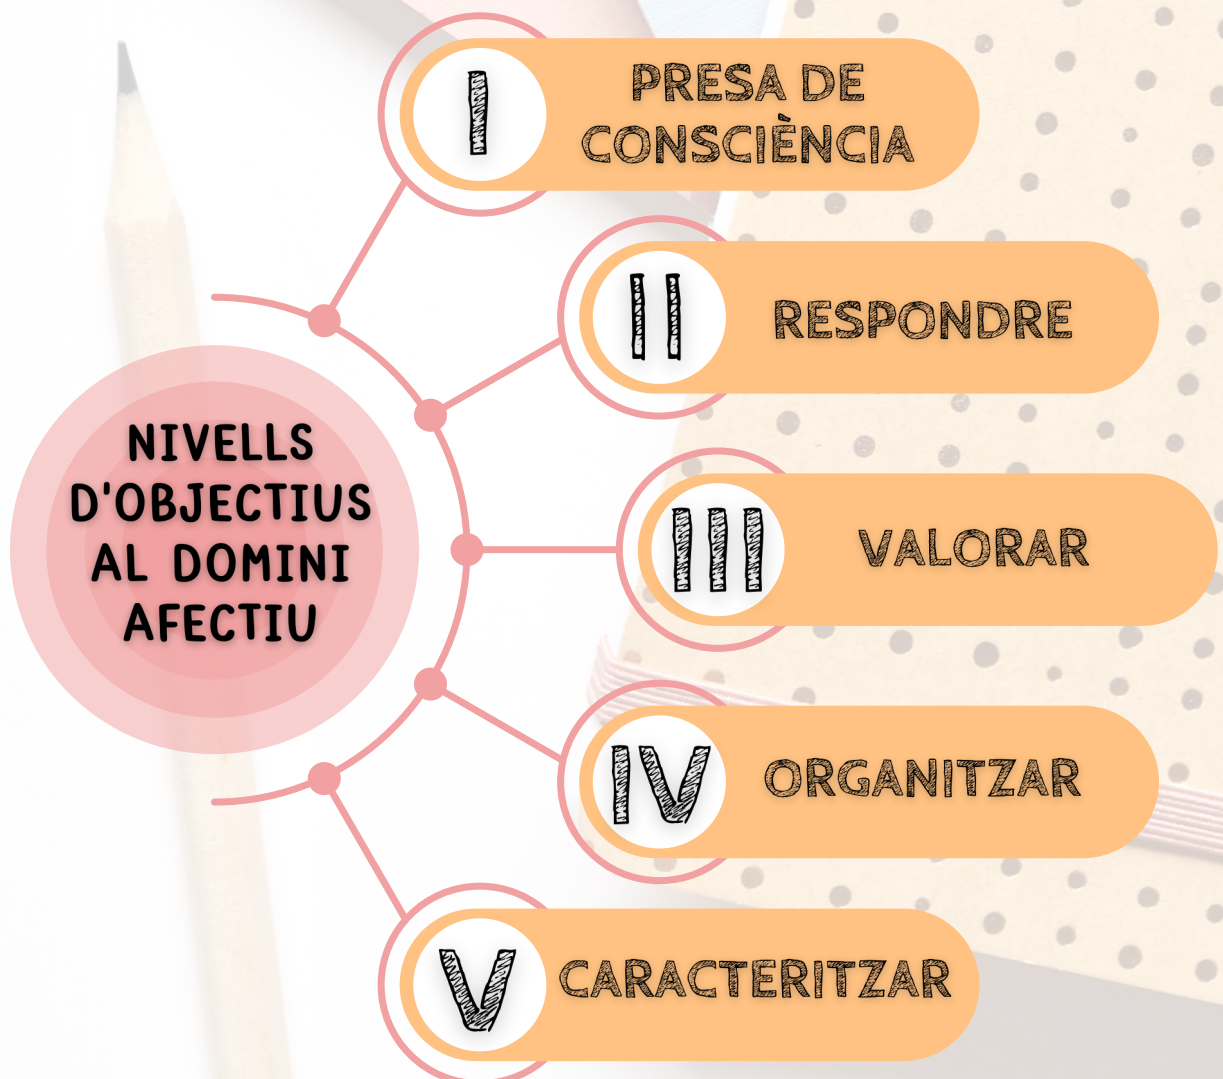 NIVELLS
D'OBJECTIUS
AL DOMINI
AFECTIU
I
PRESA DE
CONSCIÈNCIA
II
RESPONDRE
III
VALORAR
IV
ORGANITZAR
V
CARACTERITZAR